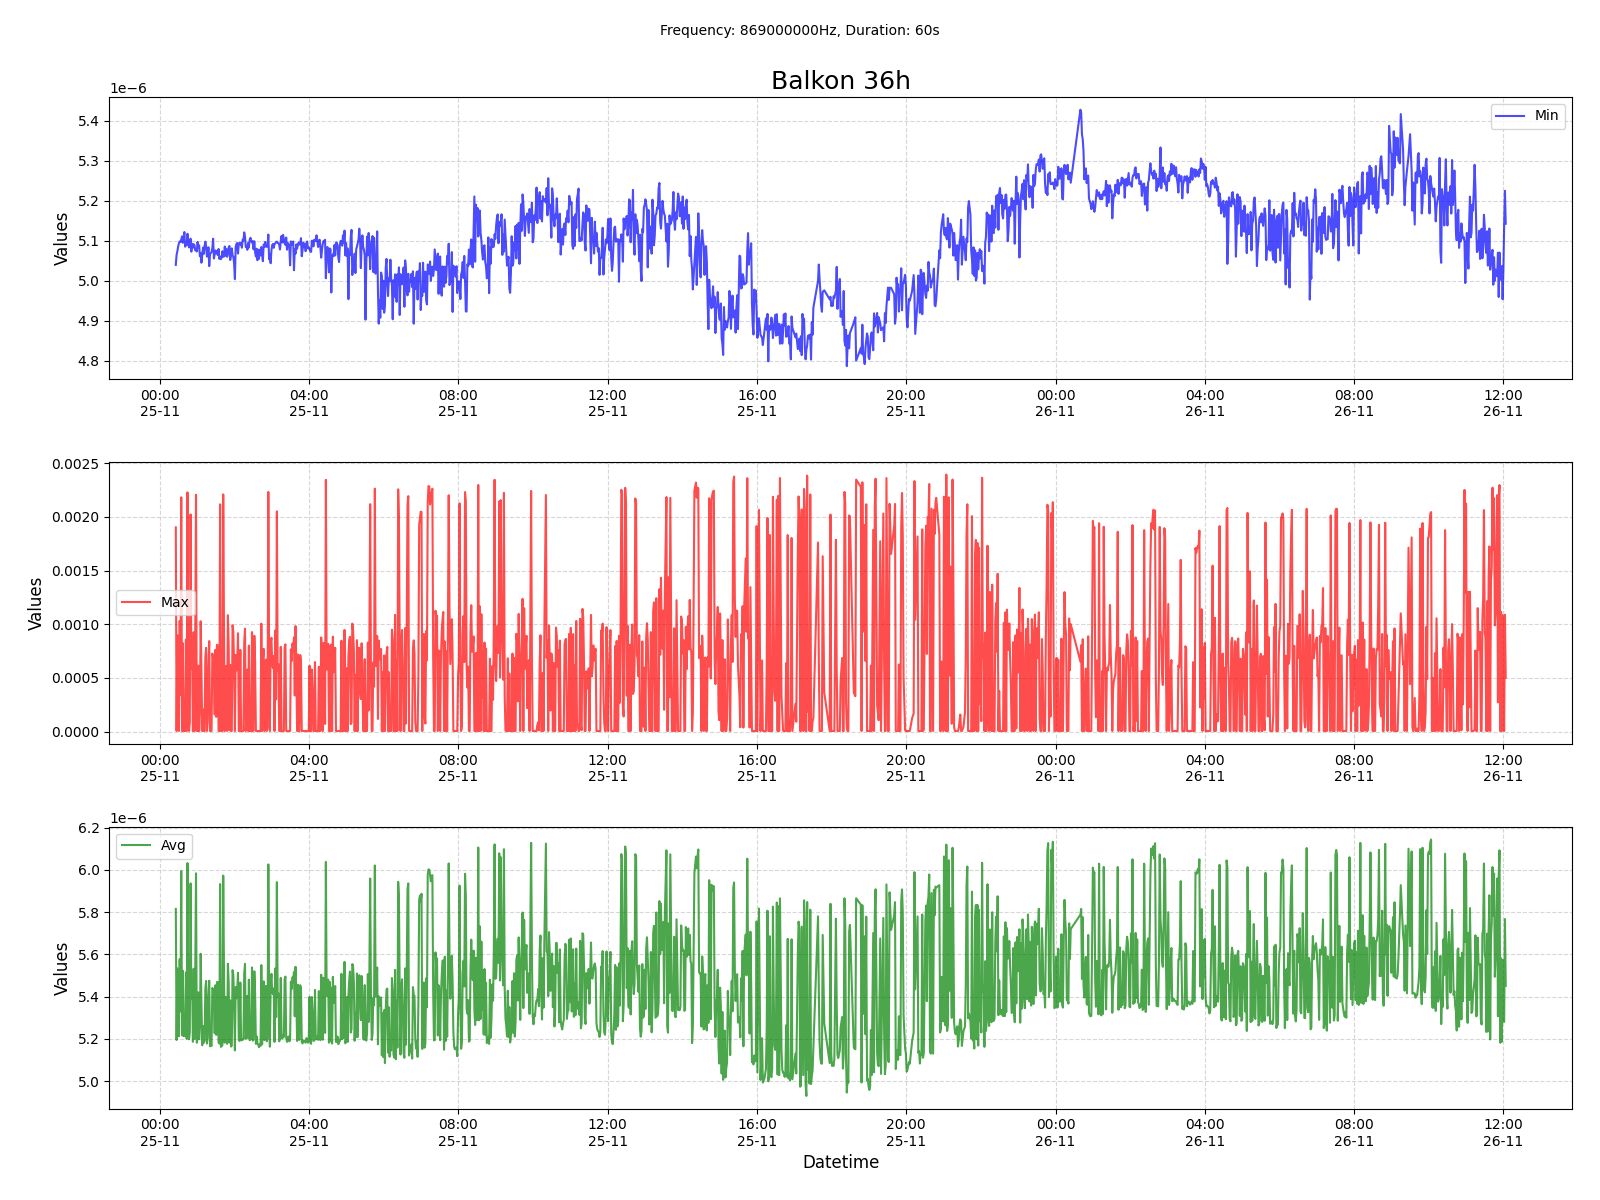 Frequency: 869000000Hz, Duration: 60s
Balkon 36h
1e−6
Min
5.4
5.3
5.2
5.1
5.0
4.9
4.8
Values
00:00 04:00 08:00 12:00 16:00 20:00 00:00 04:00 08:00 12:00
25-11 25-11 25-11 25-11 25-11 25-11 26-11 26-11 26-11 26-11
0.0025
0.0020
0.0015
0.0010
0.0005
0.0000
Max
Values
00:00 04:00 08:00 12:00 16:00 20:00 00:00 04:00 08:00 12:00
25-11 25-11 25-11 25-11 25-11 25-11 26-11 26-11 26-11 26-11
1e−6
Avg
6.2
6.0
5.8
5.6
5.4
5.2
5.0
Values
00:00 04:00 08:00 12:00 16:00 20:00 00:00 04:00 08:00 12:00
25-11 25-11 25-11 25-11 25-11 25-11 26-11 26-11 26-11 26-11
Datetime